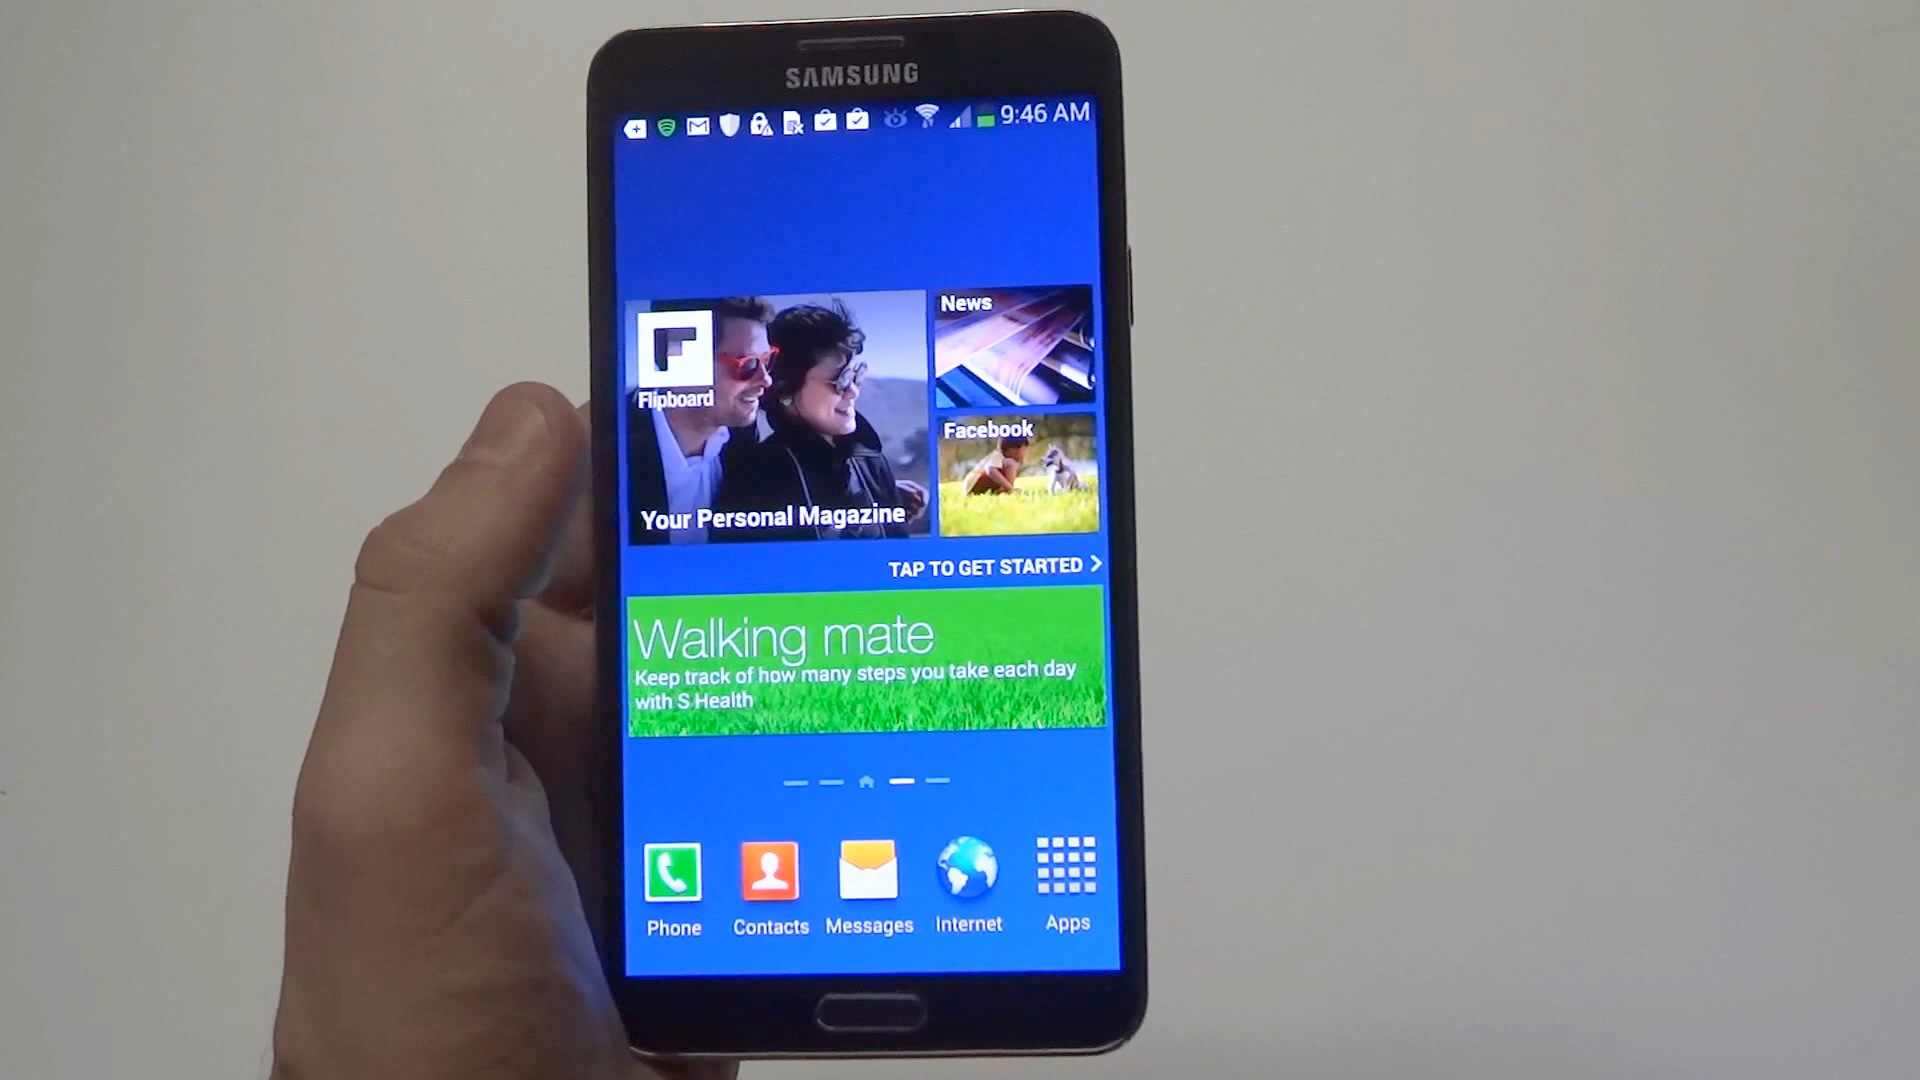 SAMSUNG
9:46 AM
Flipboard
Your Personal Magazine
News
Facebook
TAP TO GET STARTED
Walking mate
Keep track of how many steps you take each day
with S Health
Phone
Contacts
Messages
Internet
Apps